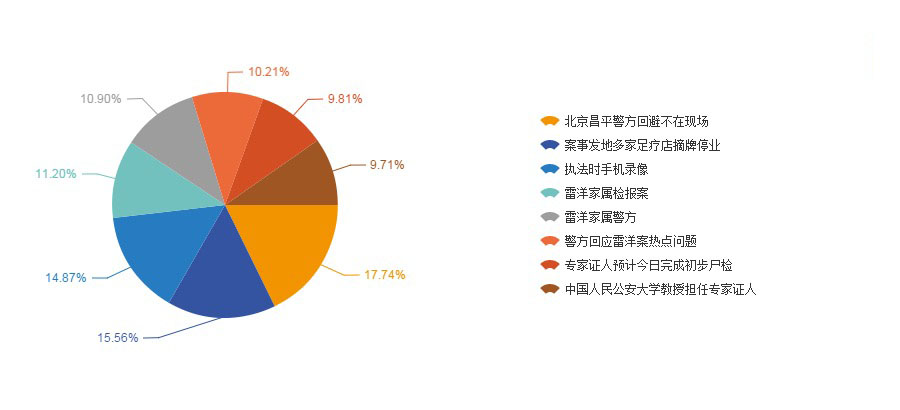 10.21%
10.90%
9.81%
11.20%
9.71%
14.87%
17.74%
15.56%
北京昌平警方回避不在现场
案事发地多家足疗店摘牌停业
执法时手机录像
雷洋家属检报案
雷洋家属警方
警方回应雷洋案热点问题
专家证人预计今日完成初步尸检
中国人民公安大学教授担任专家证人